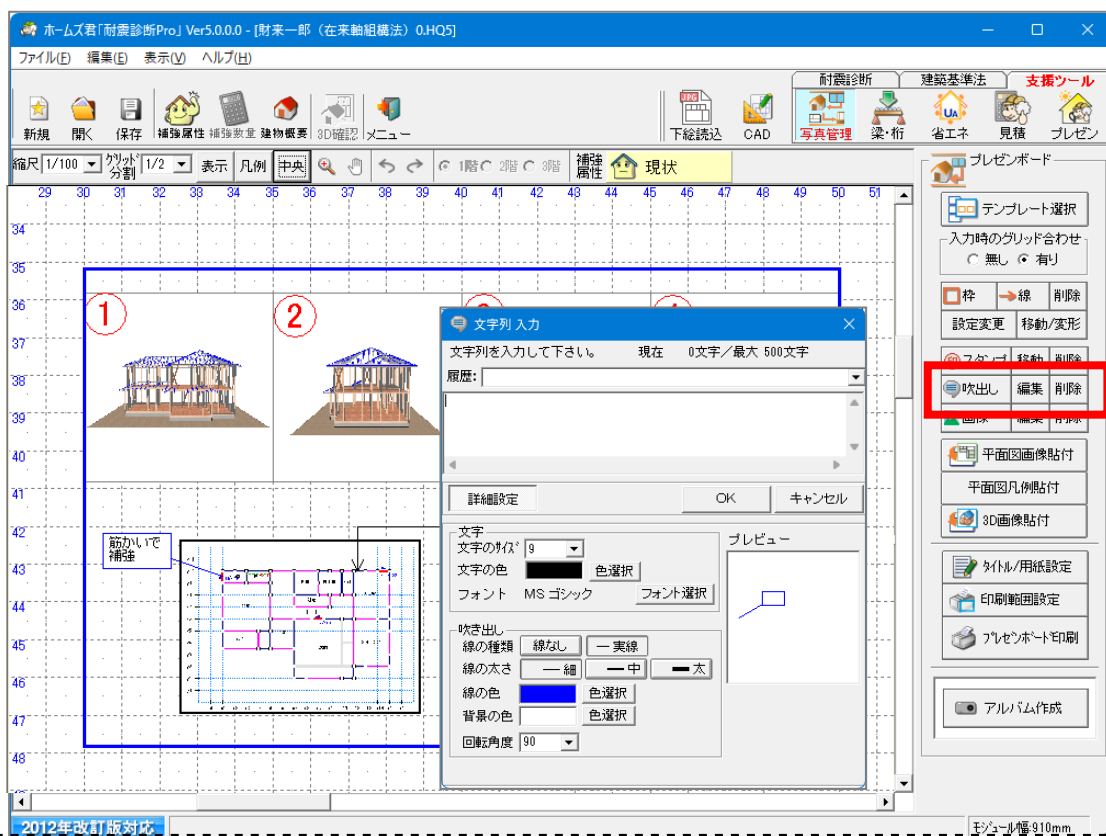 ホームズ君「耐震診断Pro」Ver5.0.0.0 - [財来一郎（在来軸組構法）0.HQ5]
ファイル(F) 編集(E) 表示(V) ヘルプ(H)
耐震診断 建築基準法 支援ツール
新規 開く 保存 補強属性 補強数量 建物概要 3D確認 メニュー 下絵読込 CAD 写真管理 梁・桁 省エネ 見積 プレゼン
JPG
UA
縮尺 1/100 グリッド分割 1/2 表示 凡例 中央 1階 2階 3階 補強属性 現状
29 30 31 32 33 34 35 36 37 38 39 40 41 42 43 44 45 46 47 48 49 50 51
34
35
36
37
38
39
40
41
42
43
44
45
46
47
48
① ②
筋かいで
補強
文字列 入力
文字列を入力して下さい。 現在 0文字／最大 500文字
履歴:
詳細設定 OK キャンセル
文字
文字のサイズ 9
文字の色 色選択
フォント MS ゴシック フォント選択
吹き出し
線の種類 線なし 実線
線の太さ 細 中 太
線の色 色選択
背景の色 色選択
回転角度 90
プレビュー
プレゼンボード
テンプレート選択
入力時のグリッド合わせ
無し 有り
枠 線 削除
設定変更 移動/変形
スタンプ 移動 削除
吹出し 編集 削除
画像 編集 削除
平面図画像貼付
平面図凡例貼付
3D画像貼付
タイトル/用紙設定
印刷範囲設定
プレゼンボード印刷
アルバム作成
2012年改訂版対応
モジュール幅:910mm